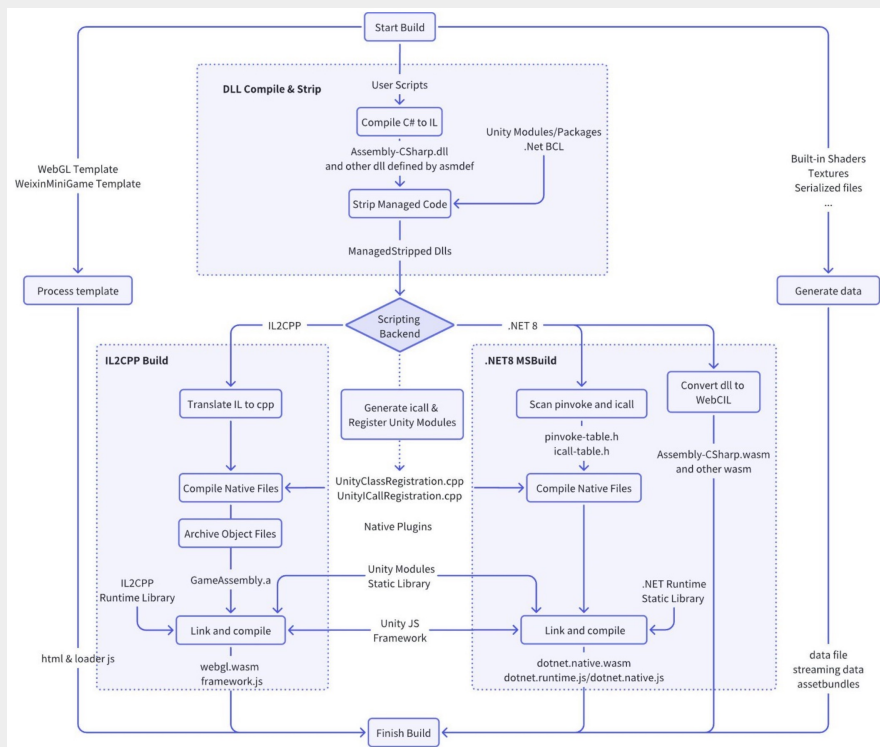 Start Build
DLL Compile & Strip
User Scripts
Compile C# to IL
Unity Modules/Packages
.Net BCL
Assembly-CSharp.dll
and other dll defined by asmdef
WebGL Template
WeixinMiniGame Template
Built-in Shaders
Textures
Serialized files
...
Strip Managed Code
ManagedStripped Dlls
Process template
Generate data
Scripting
Backend
IL2CPP
.NET 8
IL2CPP Build
.NET8 MSBuild
Translate IL to cpp
Generate icall &
Register Unity Modules
Scan pinvoke and icall
Convert dll to
WebCIL
pinvoke-table.h
icall-table.h
Assembly-CSharp.wasm
and other wasm
Compile Native Files
UnityClassRegistration.cpp
UnityICallRegistration.cpp
Compile Native Files
Native Plugins
Archive Object Files
GameAssembly.a
IL2CPP
Runtime Library
Unity Modules
Static Library
.NET Runtime
Static Library
Link and compile
Unity JS
Framework
Link and compile
html & loader js
webgl.wasm
framework.js
dotnet.native.wasm
dotnet.runtime.js/dotnet.native.js
data file
streaming data
assetbundles
Finish Build